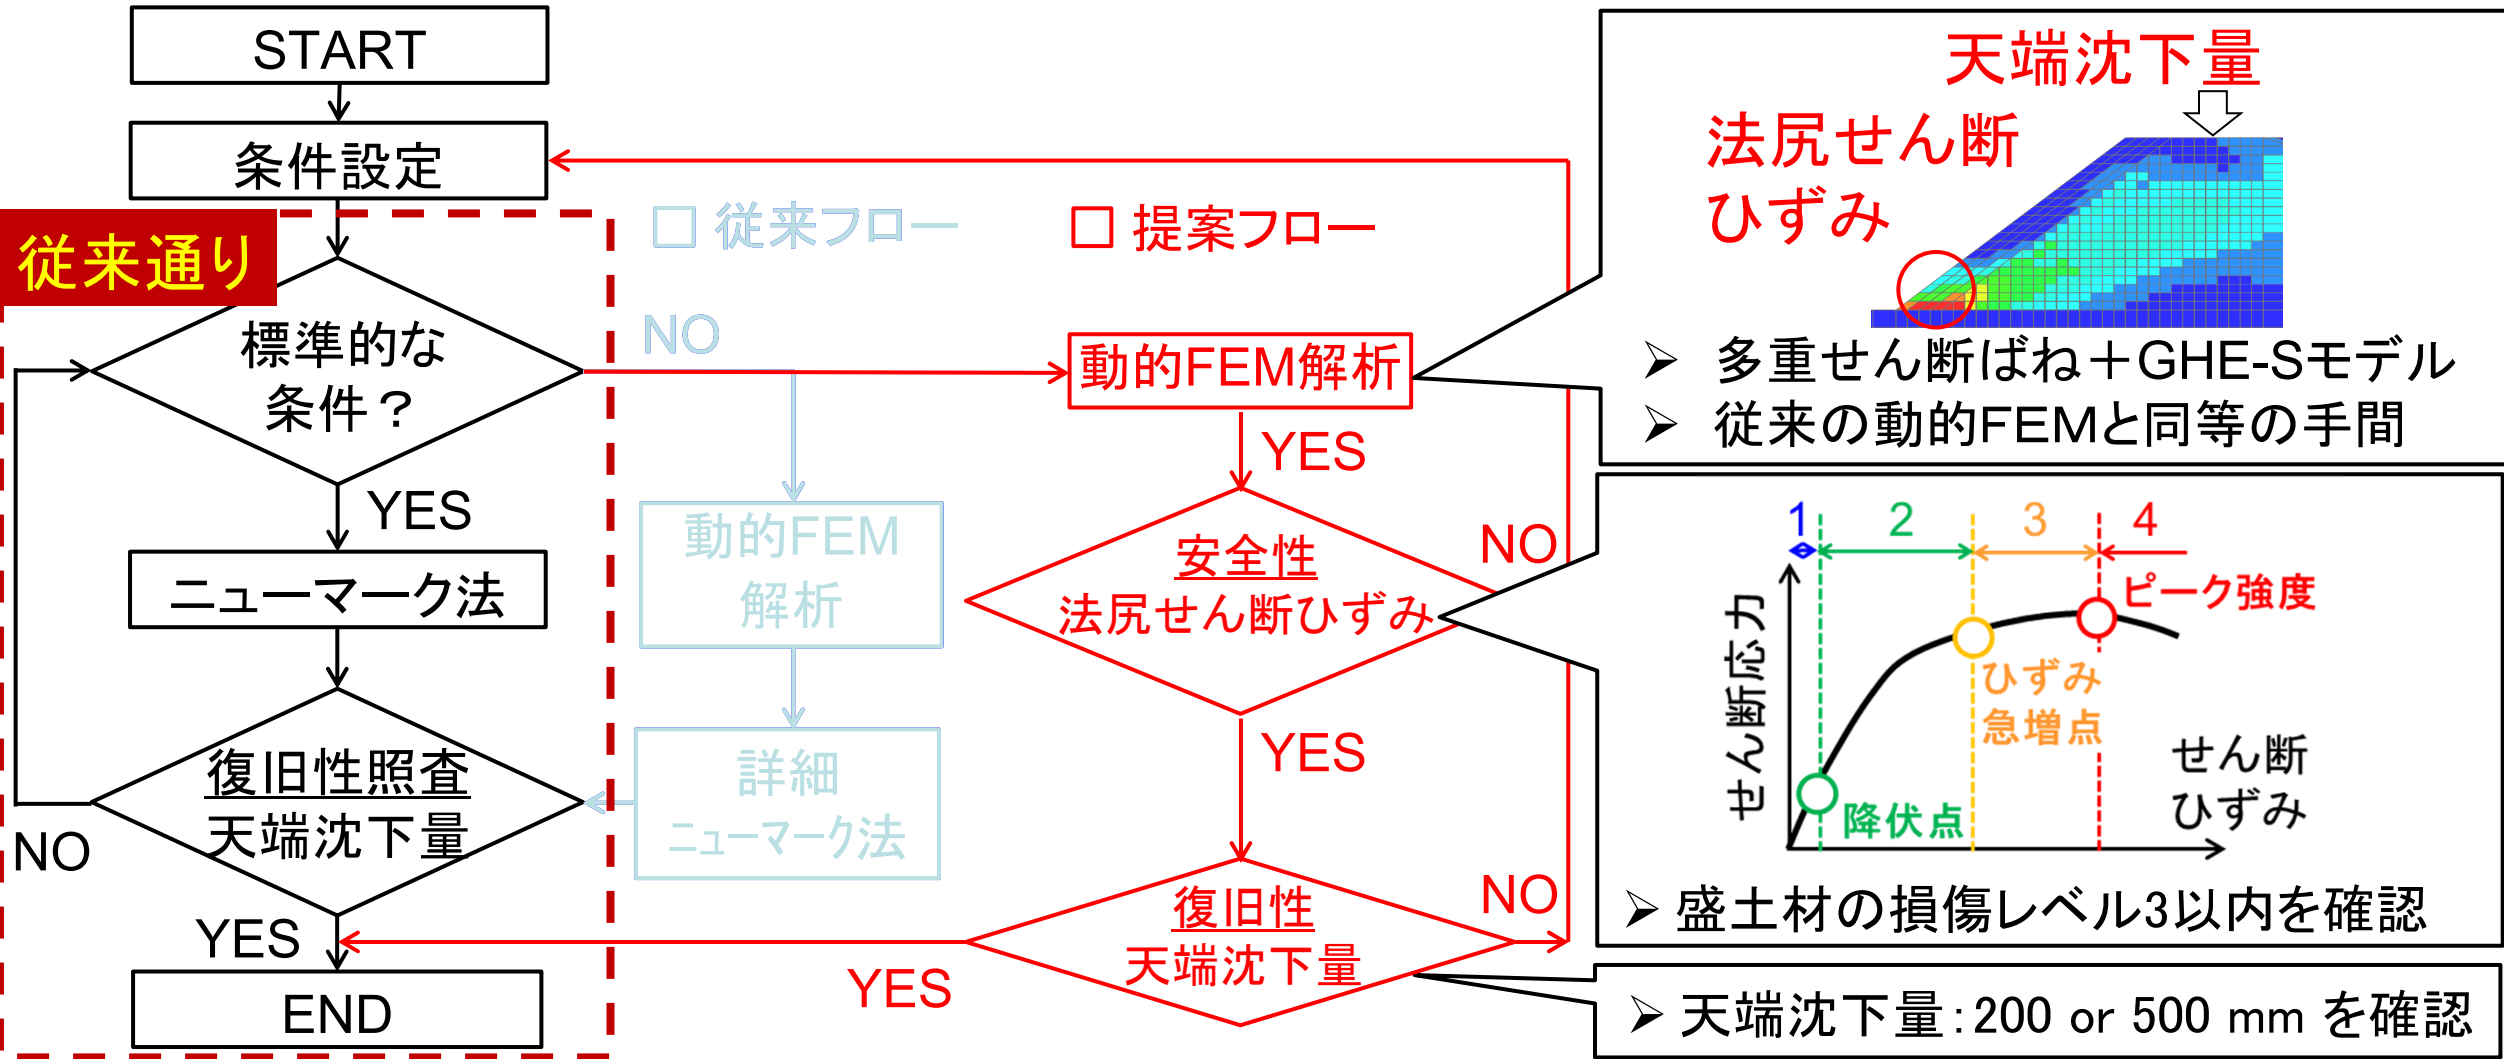 START
条件設定
従来通り
標準的な
条件？
YES
ニューマーク法
復旧性照査
天端沈下量
NO
YES
END
□ 従来フロー
NO
動的FEM
解析
詳細
ニューマーク法
□ 提案フロー
動的FEM解析
YES
安全性
法尻せん断ひずみ
NO
YES
復旧性
天端沈下量
NO
YES
天端沈下量
法尻せん断
ひずみ
➢ 多重せん断ばね＋GHE-Sモデル
➢ 従来の動的FEMと同等の手間
1 2 3 4
ピーク強度
せん断応力
ひずみ
急増点
降伏点
せん断
ひずみ
➢ 盛土材の損傷レベル3以内を確認
➢ 天端沈下量：200 or 500 mm を確認